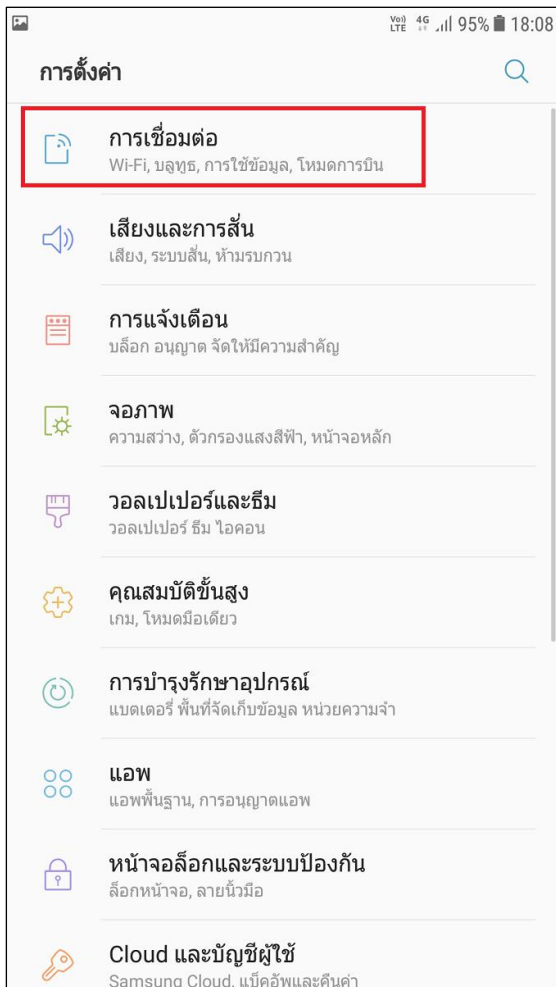 Vo)) LTE 4G 95% 18:08
การตั้งค่า
การเชื่อมต่อ
Wi-Fi, บลูทูธ, การใช้ข้อมูล, โหมดการบิน
เสียงและการสั่น
เสียง, ระบบสั่น, ห้ามรบกวน
การแจ้งเตือน
บล็อก อนุญาต จัดให้มีความสำคัญ
จอภาพ
ความสว่าง, ตัวกรองแสงสีฟ้า, หน้าจอหลัก
วอลเปเปอร์และธีม
วอลเปเปอร์ ธีม ไอคอน
คุณสมบัติขั้นสูง
เกม, โหมดมือเดียว
การบำรุงรักษาอุปกรณ์
แบตเตอรี่ พื้นที่จัดเก็บข้อมูล หน่วยความจำ
แอพ
แอพพื้นฐาน, การอนุญาตแอพ
หน้าจอล็อกและระบบป้องกัน
ล็อกหน้าจอ, ลายนิ้วมือ
Cloud และบัญชีผู้ใช้
Samsung Cloud, แบ็คอัพและคืนค่า